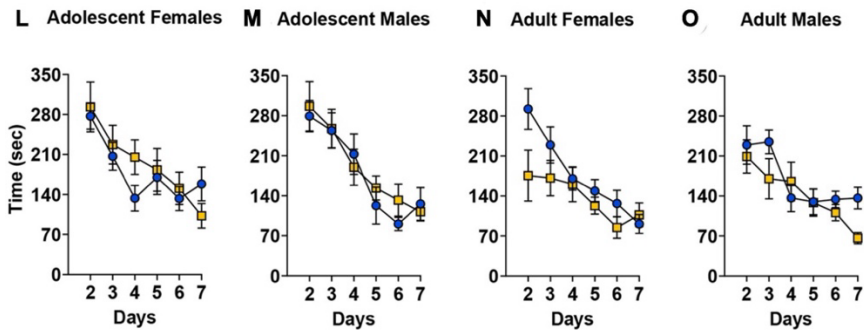 L Adolescent Females M Adolescent Males N Adult Females O Adult Males
350 350 350 350
280 280 280 280
210 210 210 210
140 140 140 140
70 70 70 70
0 0 0 0
Time (sec)
2 3 4 5 6 7 2 3 4 5 6 7 2 3 4 5 6 7 2 3 4 5 6 7
Days Days Days Days